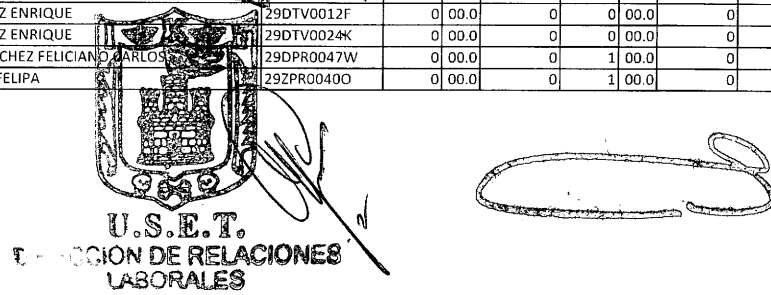 Z ENRIQUE 29DTV0012F 0 00.0 0 0 00.0 0
Z ENRIQUE 29DTV0024K 0 00.0 0 0 00.0 0
CHEZ FELICIANO CARLOS 29DPR0047W 0 00.0 0 1 00.0 0
FELIPA 29ZPR0040O 0 00.0 0 1 00.0 0
U.S.E.T.
CION DE RELACIONES
LABORALES